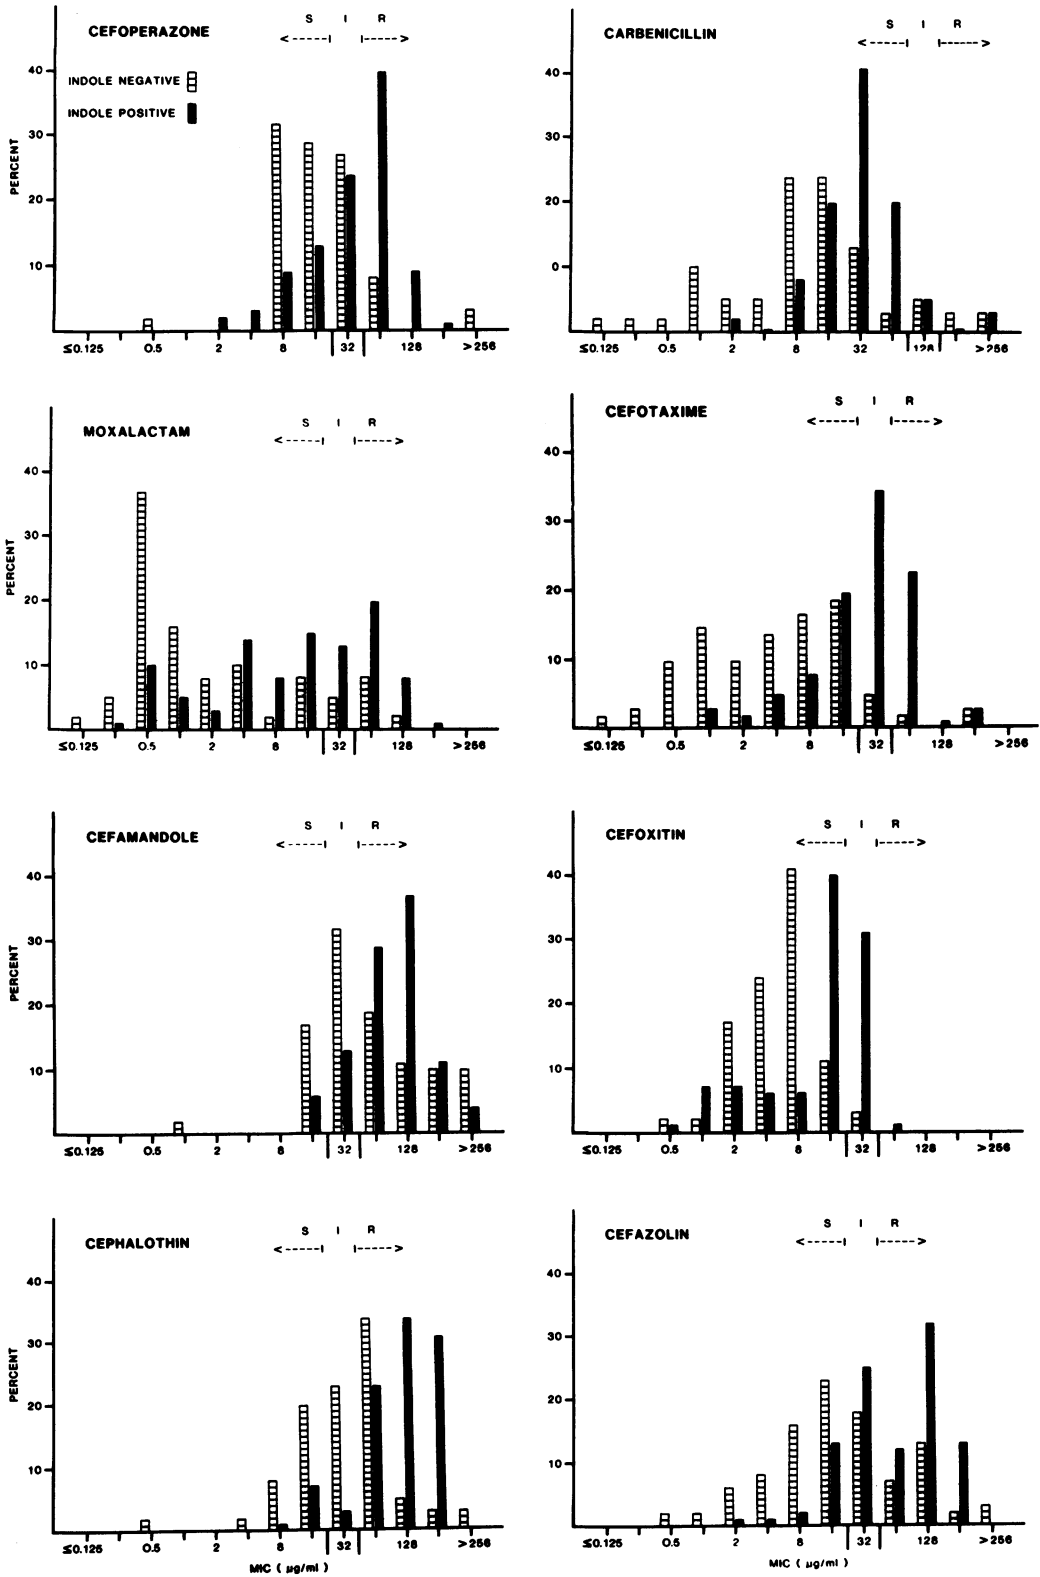 CEFOPERAZONE
S I R
INDOLE NEGATIVE
INDOLE POSITIVE
PERCENT
40
30
20
10
≤0.125 0.5 2 8 32 128 >256
CARBENICILLIN
S I R
40
30
20
0
≤0.125 0.5 2 8 32 128 >256
MOXALACTAM
S I R
PERCENT
40
30
20
10
≤0.125 0.5 2 8 32 128 >256
CEFOTAXIME
S I R
40
30
20
10
≤0.125 0.5 2 8 32 128 >256
CEFAMANDOLE
S I R
PERCENT
40
30
20
10
≤0.125 0.5 2 8 32 128 >256
CEFOXITIN
S I R
40
30
20
10
≤0.125 0.5 2 8 32 128 >256
CEPHALOTHIN
S I R
PERCENT
40
30
20
10
≤0.125 0.5 2 8 32 128 >256
MIC ( µg/ml )
CEFAZOLIN
S I R
40
30
20
10
≤0.125 0.5 2 8 32 128 >256
MIC ( µg/ml )